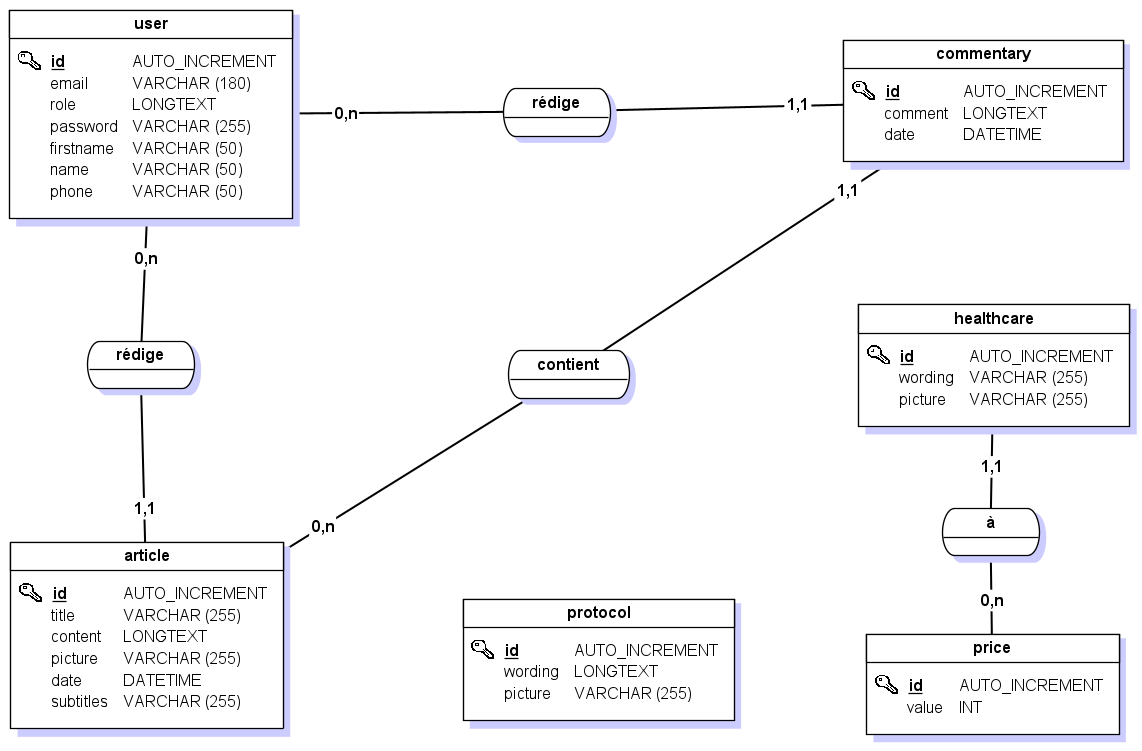 user
id AUTO_INCREMENT
email VARCHAR (180)
role LONGTEXT
password VARCHAR (255)
firstname VARCHAR (50)
name VARCHAR (50)
phone VARCHAR (50)
0,n
rédige
1,1
commentary
id AUTO_INCREMENT
comment LONGTEXT
date DATETIME
1,1
0,n
rédige
1,1
contient
0,n
healthcare
id AUTO_INCREMENT
wording VARCHAR (255)
picture VARCHAR (255)
1,1
à
0,n
article
id AUTO_INCREMENT
title VARCHAR (255)
content LONGTEXT
picture VARCHAR (255)
date DATETIME
subtitles VARCHAR (255)
protocol
id AUTO_INCREMENT
wording LONGTEXT
picture VARCHAR (255)
price
id AUTO_INCREMENT
value INT